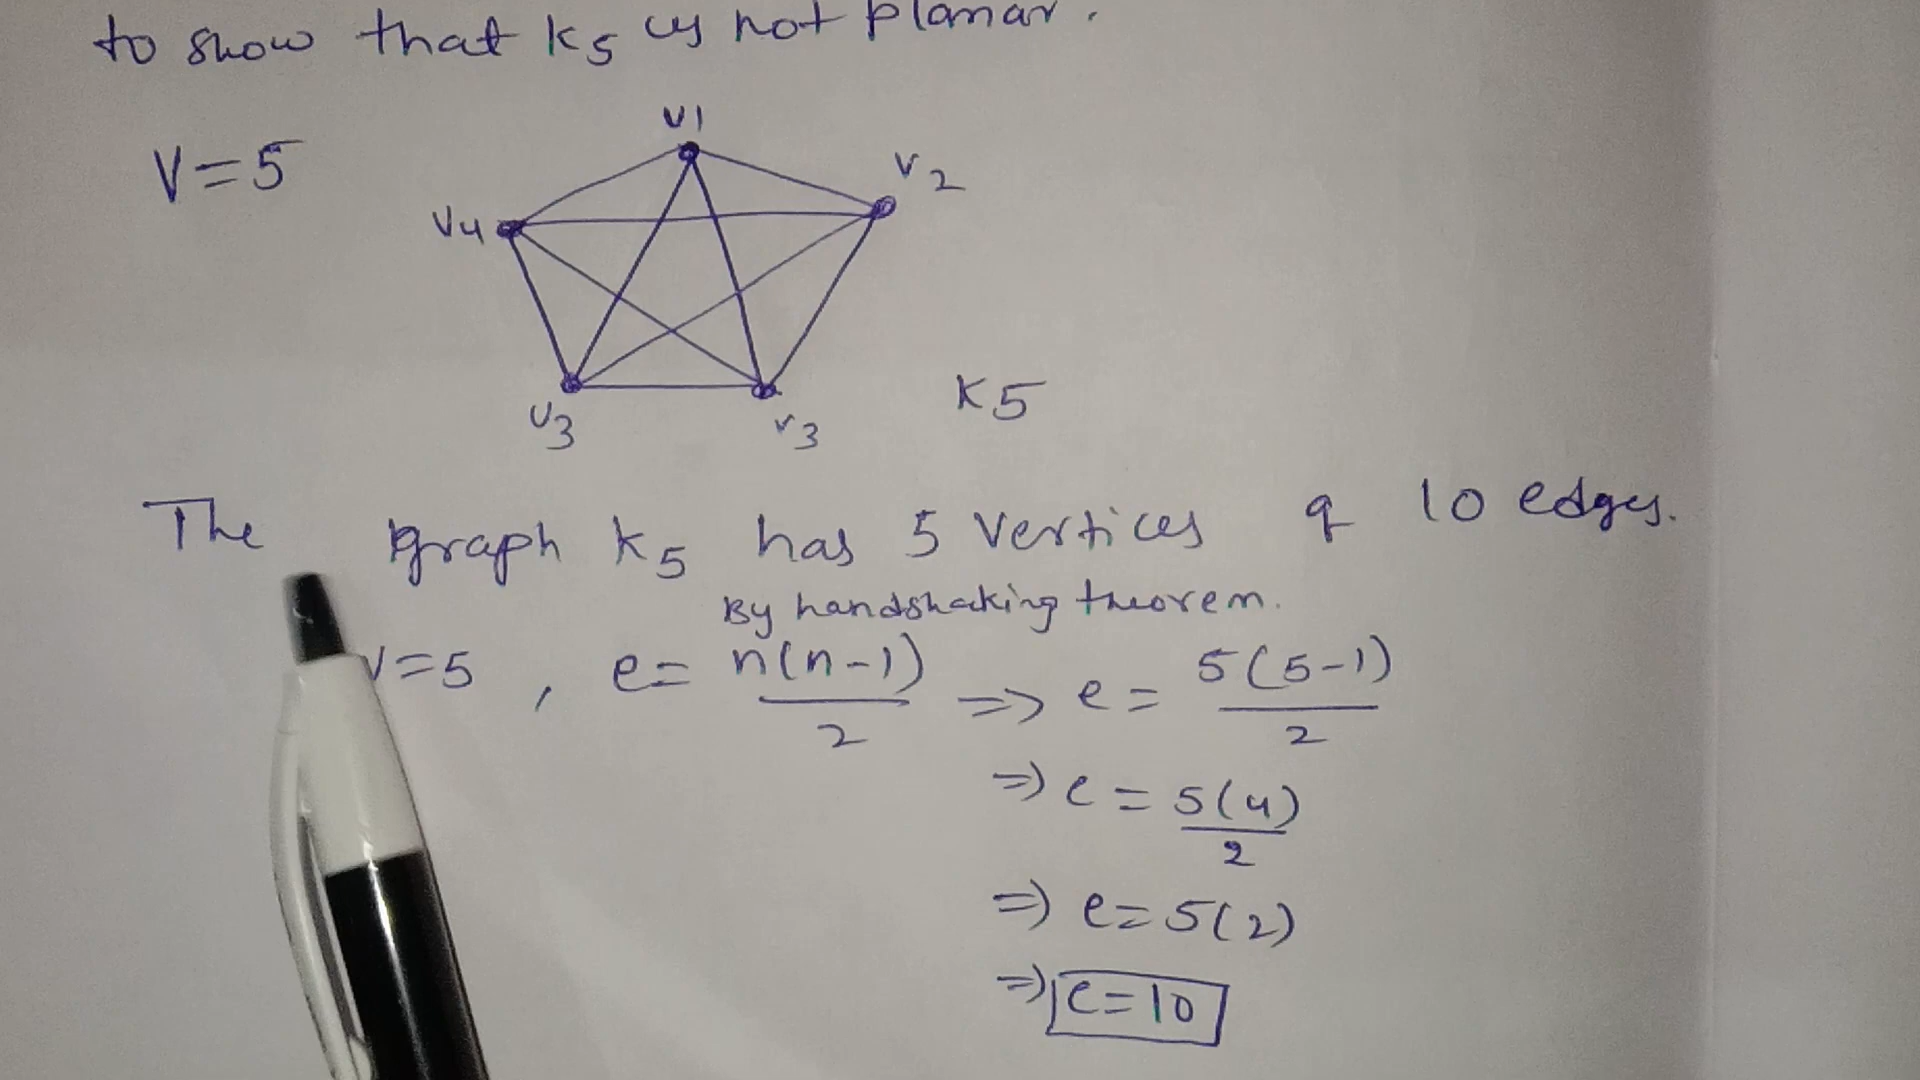 to show that K5 is not planar.
V=5
v1
v2
v4
v3
v3
K5
The graph K5 has 5 vertices & 10 edges.
By handshaking theorem.
V=5 , e= n(n-1)/2 => e = 5(5-1)/2
=> e = 5(4)/2
=> e=5(2)
=> e=10